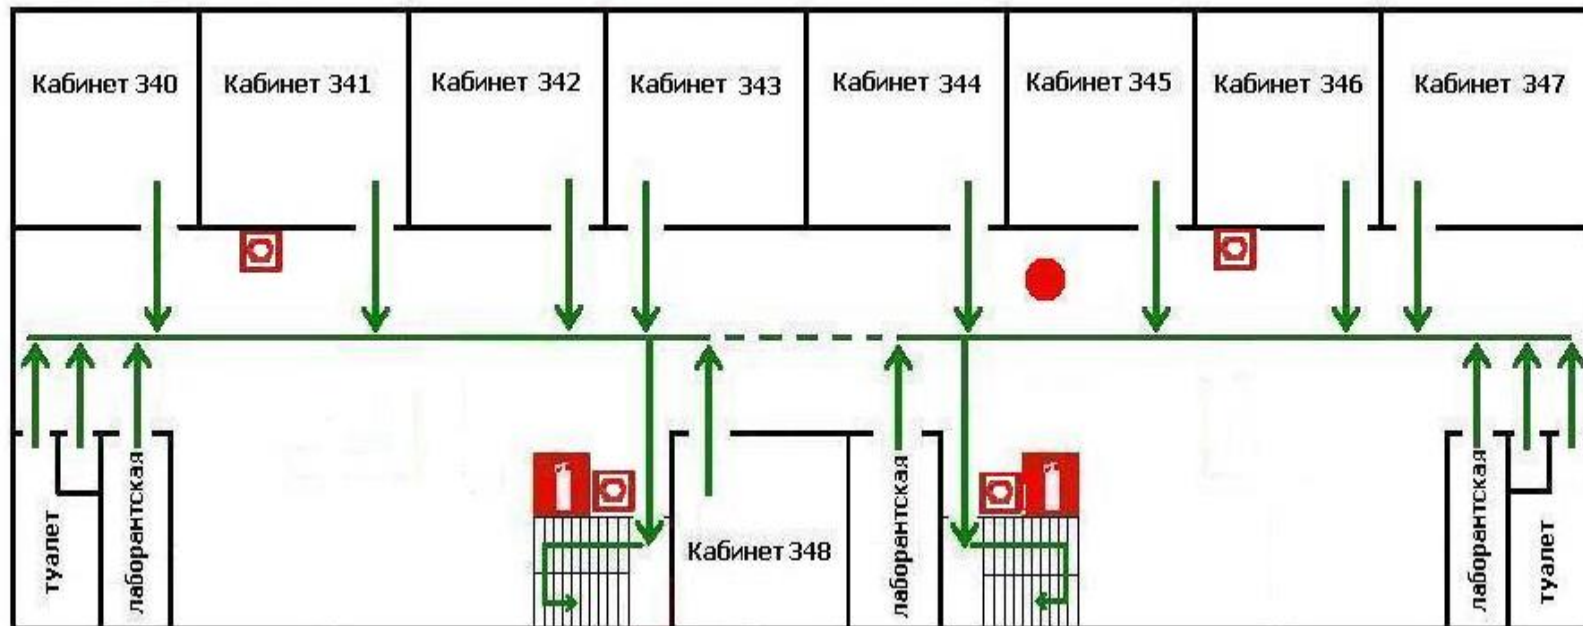 Кабинет 340
Кабинет 341
Кабинет 342
Кабинет 343
Кабинет 344
Кабинет 345
Кабинет 346
Кабинет 347
туалет
лаборантская
Кабинет 348
лаборантская
лаборантская
туалет